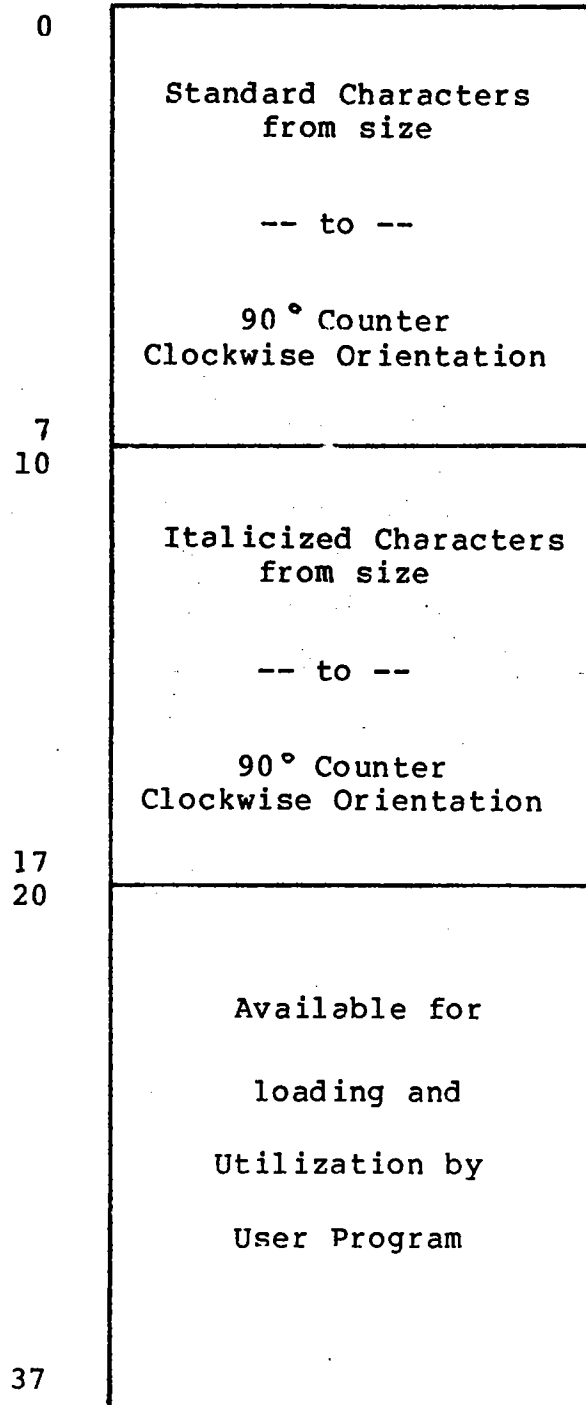 0
Standard Characters
from size
-- to --
90° Counter
Clockwise Orientation
7
10
Italicized Characters
from size
-- to --
90° Counter
Clockwise Orientation
17
20
Available for
loading and
Utilization by
User Program
37